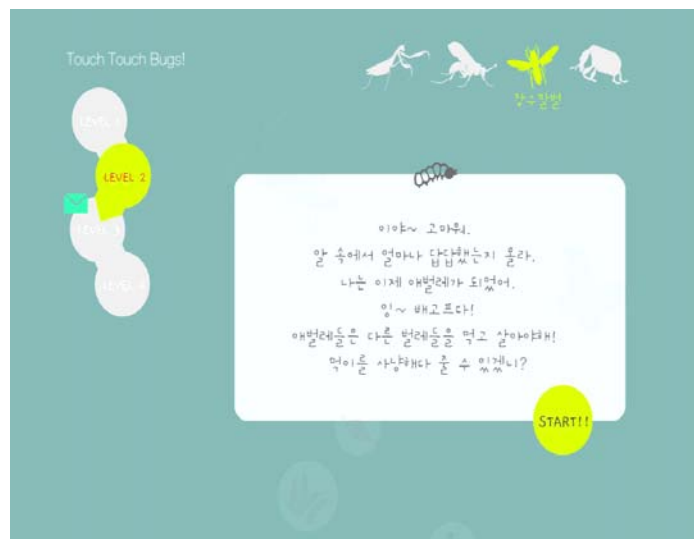 Touch Touch Bugs!
장수말벌
LEVEL 1
LEVEL 2
LEVEL 3
LEVEL 4
이야~ 고마워.
알 속에서 얼마나 답답했는지 몰라.
나는 이제 애벌레가 되었어.
잉~ 배고프다!
애벌레들은 다른 벌레들을 먹고 살아야해!
먹이를 사냥해다 줄 수 있겠니?
START!!